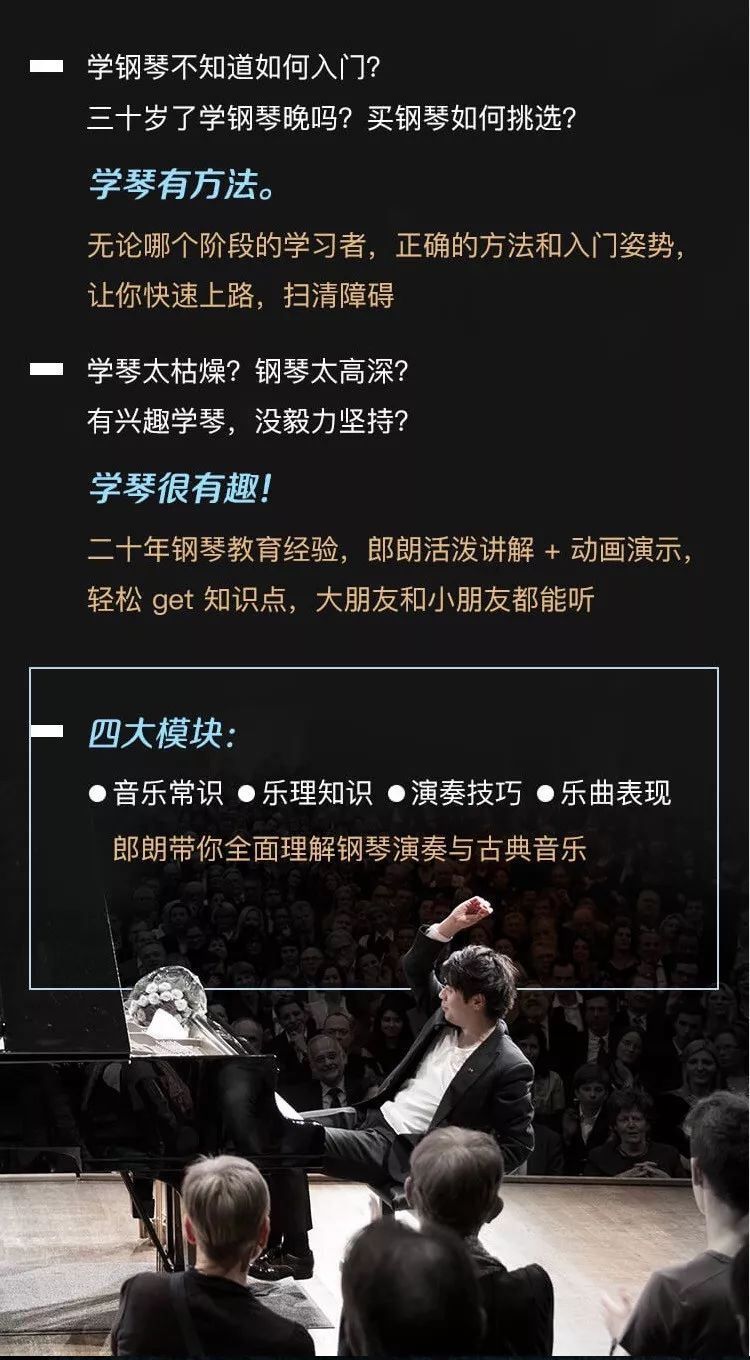 学钢琴不知道如何入门？
三十岁了学钢琴晚吗？买钢琴如何挑选？
学琴有方法。
无论哪个阶段的学习者，正确的方法和入门姿势，
让你快速上路，扫清障碍
学琴太枯燥？钢琴太高深？
有兴趣学琴，没毅力坚持？
学琴很有趣！
二十年钢琴教育经验，郎朗活泼讲解 + 动画演示，
轻松 get 知识点，大朋友和小朋友都能听
四大模块：
●音乐常识 ●乐理知识 ●演奏技巧 ●乐曲表现
郎朗带你全面理解钢琴演奏与古典音乐